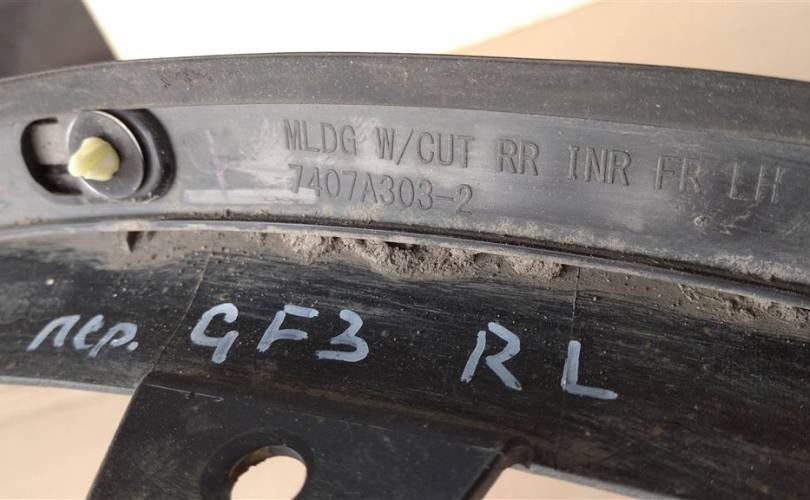 MLDG W/CUT RR INR FR LH
7407A303-2
пер. GF3 RL